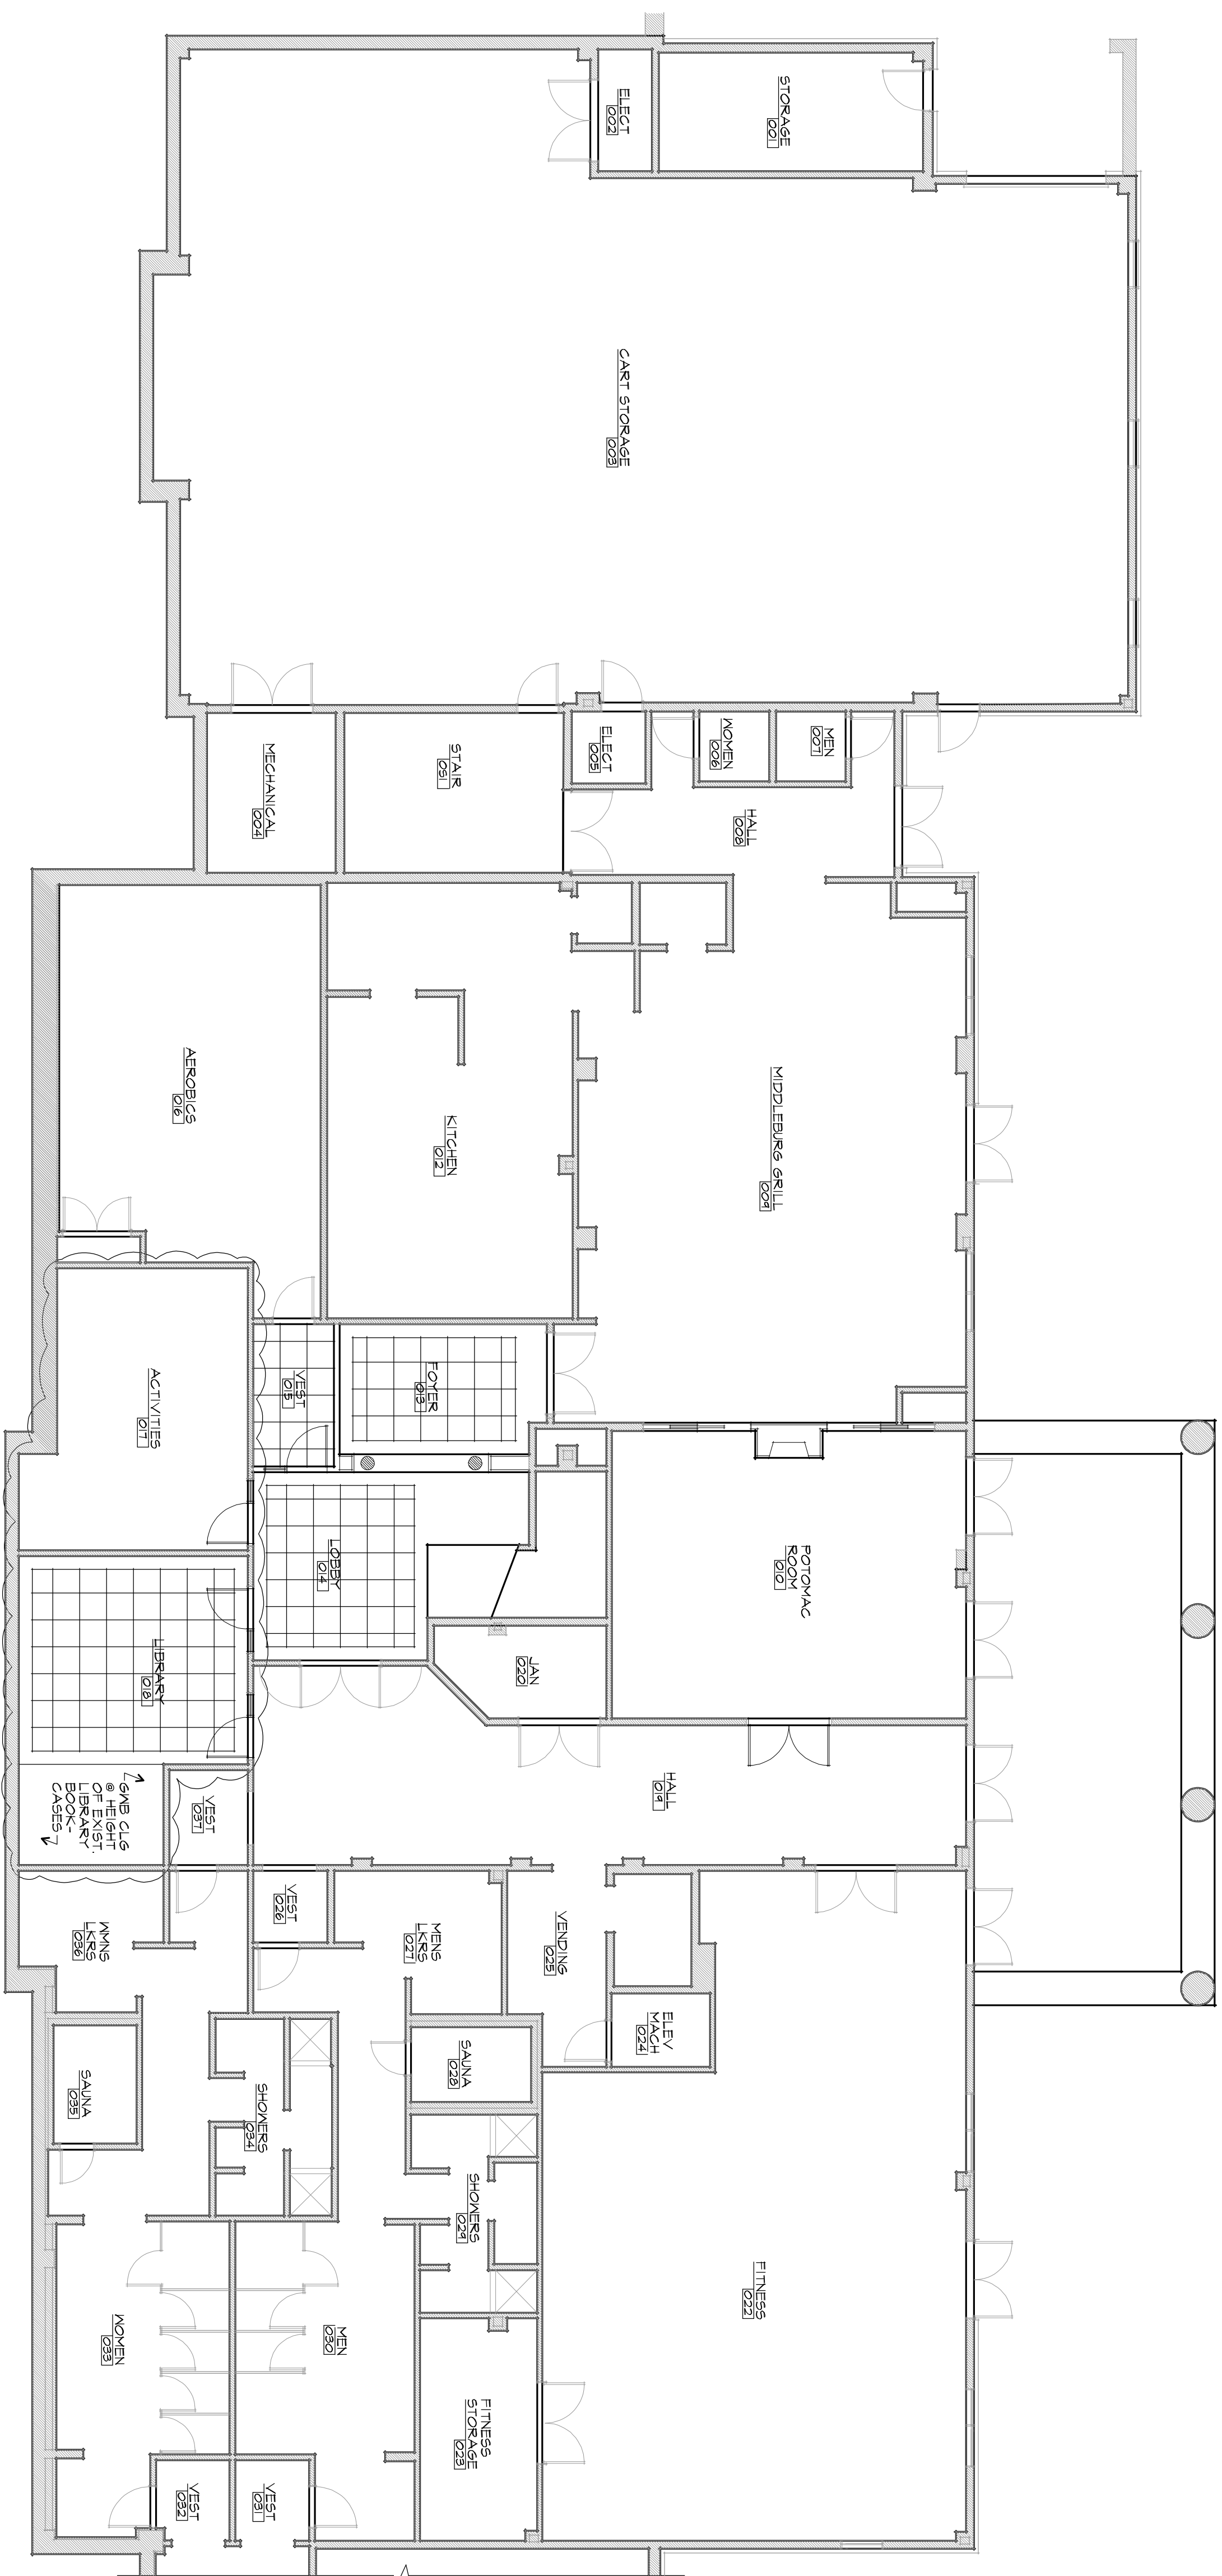 STORAGE
001
ELECT
002
CART STORAGE
003
MECHANICAL
004
STAIR
0S1
ELECT
005
WOMEN
006
MEN
007
HALL
008
MIDDLEBURG GRILL
009
KITCHEN
012
AEROBICS
016
FOYER
013
VEST
015
ACTIVITIES
017
LOBBY
014
POTOMAC
ROOM
010
JAN
020
LIBRARY
018
GWB CLG
@ HEIGHT
OF EXIST.
LIBRARY
BOOK-
CASES
VEST
037
HALL
019
VEST
026
MENS
LKRS
027
WMNS
LKRS
036
VENDING
025
ELEV
MACH
024
SAUNA
028
SAUNA
035
SHOWERS
034
SHOWERS
029
FITNESS
022
MEN
030
WOMEN
033
FITNESS
STORAGE
023
VEST
031
VEST
032